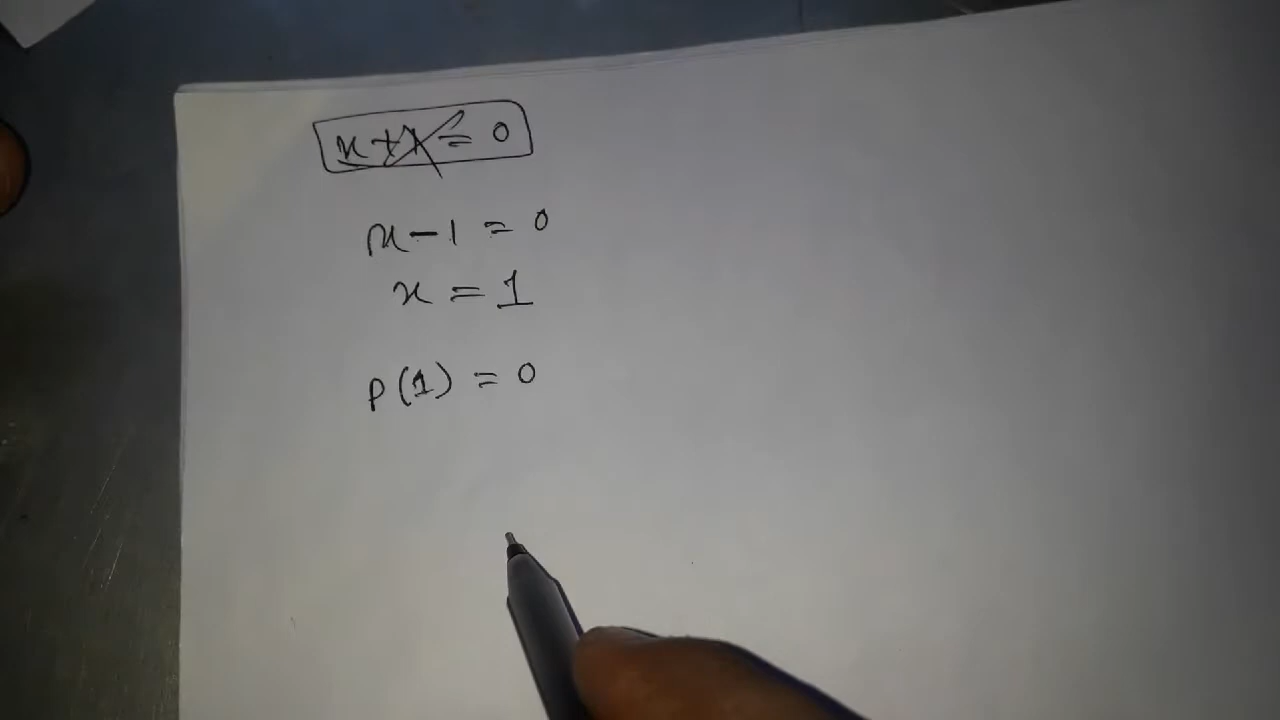 x + 1 = 0
x - 1 = 0
x = 1
P(1) = 0